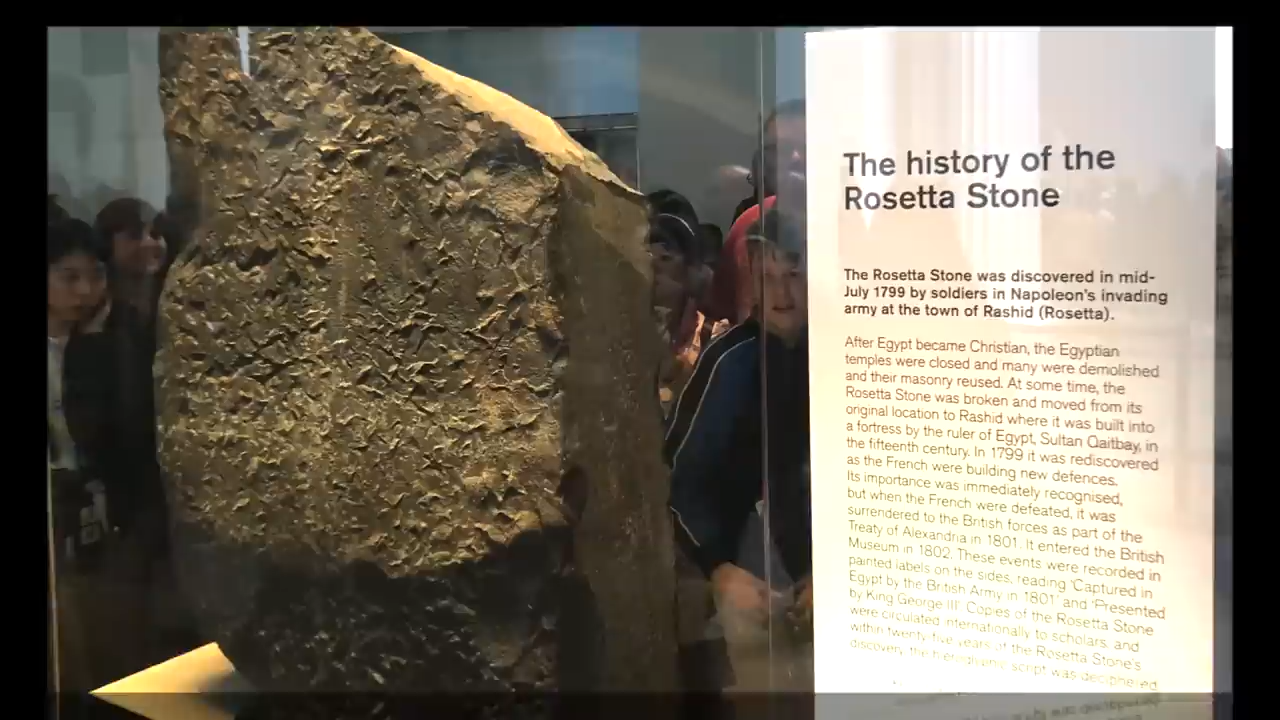 The history of the
Rosetta Stone
The Rosetta Stone was discovered in mid-
July 1799 by soldiers in Napoleon's invading
army at the town of Rashid (Rosetta).
After Egypt became Christian, the Egyptian
temples were closed and many were demolished
and their masonry reused. At some time, the
Rosetta Stone was broken and moved from its
original location to Rashid where it was built into
a fortress by the ruler of Egypt, Sultan Qaitbay, in
the fifteenth century. In 1799 it was rediscovered
as the French were building new defences.
Its importance was immediately recognised,
but when the French were defeated, it was
surrendered to the British forces as part of the
Treaty of Alexandria in 1801. It entered the British
Museum in 1802. These events were recorded in
painted labels on the sides, reading 'Captured in
Egypt by the British Army in 1801' and 'Presented
by King George III'. Copies of the Rosetta Stone
were circulated internationally to scholars, and
within twenty five years of the Rosetta Stone's
discovery, the hieroglyphic script was deciphered